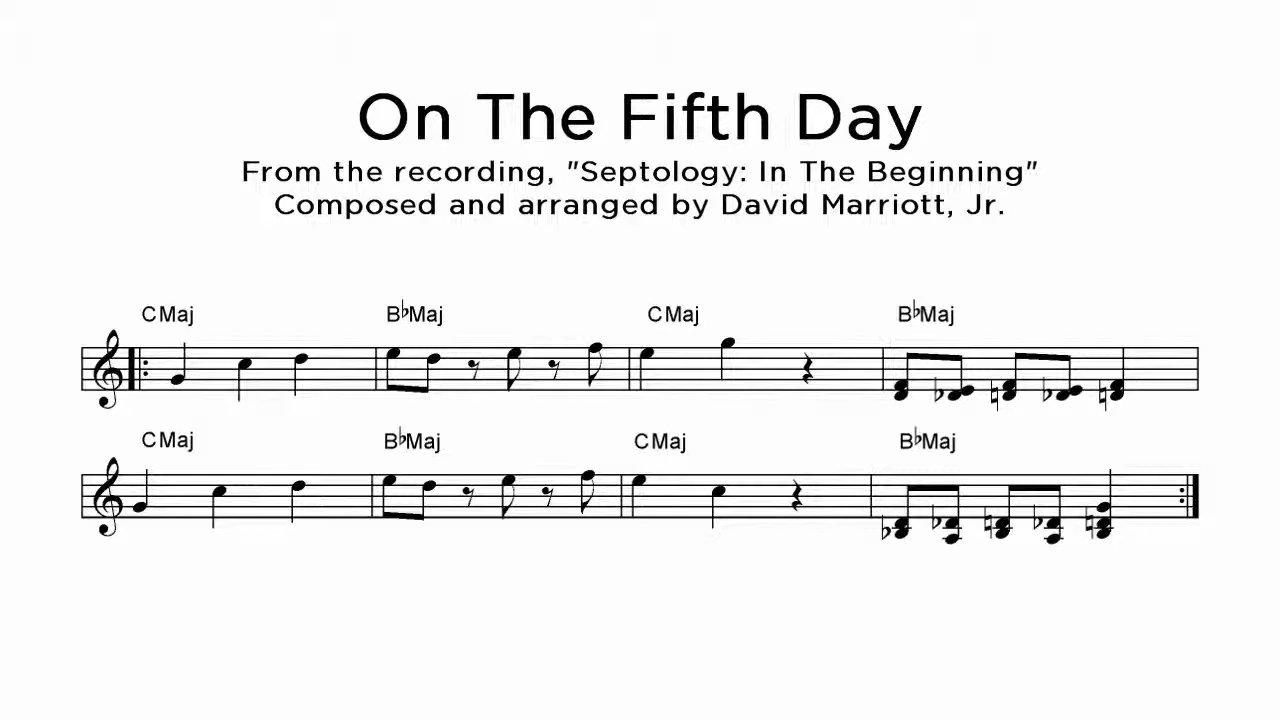 On The Fifth Day
From the recording, "Septology: In The Beginning"
Composed and arranged by David Marriott, Jr.
CMaj B♭Maj CMaj B♭Maj
CMaj B♭Maj CMaj B♭Maj